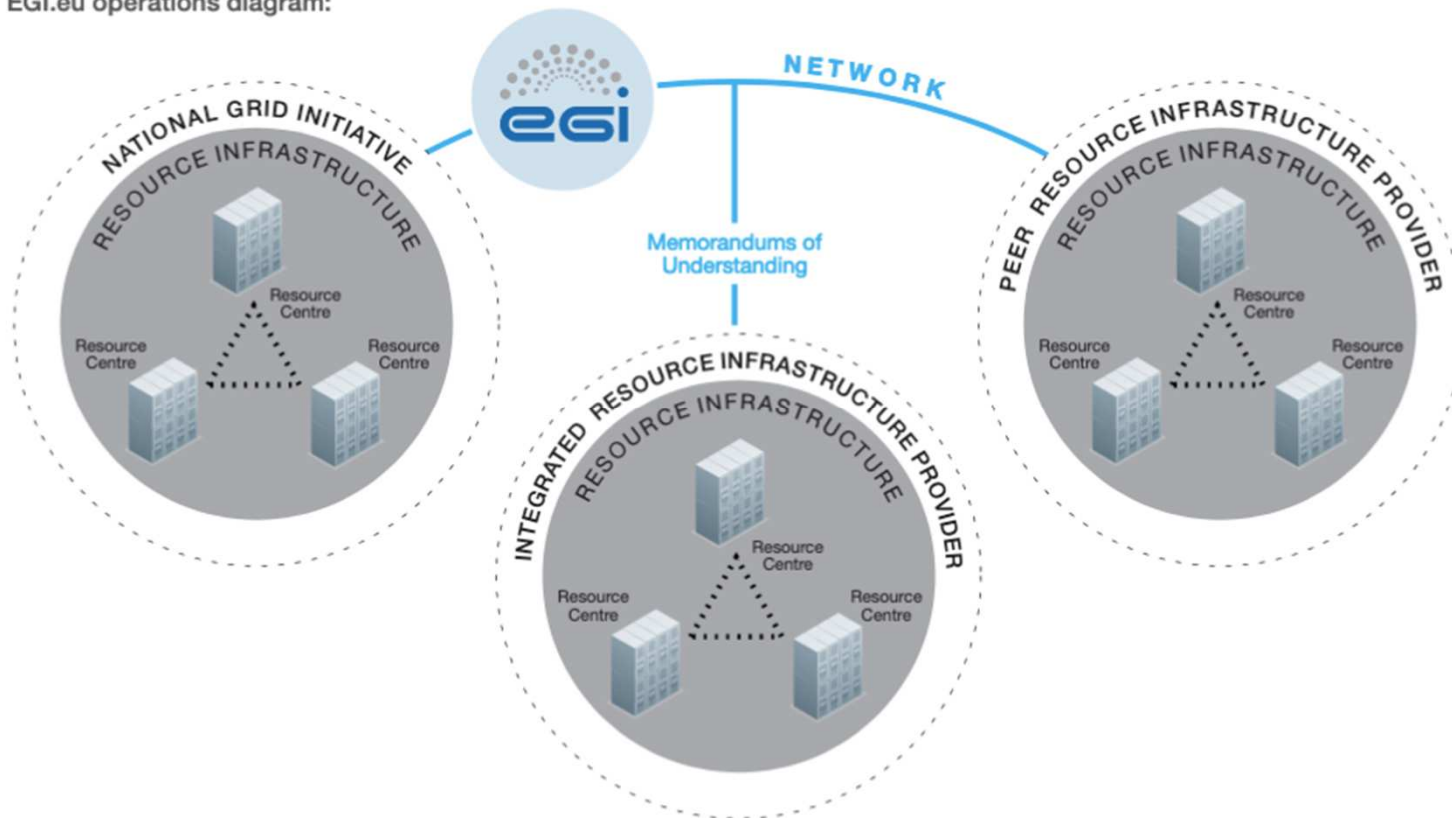 EGI.eu operations diagram:
egi
NETWORK
NATIONAL GRID INITIATIVE
RESOURCE INFRASTRUCTURE
Resource
Centre
Resource
Centre
Resource
Centre
Memorandums of
Understanding
INTEGRATED RESOURCE INFRASTRUCTURE PROVIDER
RESOURCE INFRASTRUCTURE
Resource
Centre
Resource
Centre
Resource
Centre
PEER RESOURCE INFRASTRUCTURE PROVIDER
RESOURCE INFRASTRUCTURE
Resource
Centre
Resource
Centre
Resource
Centre